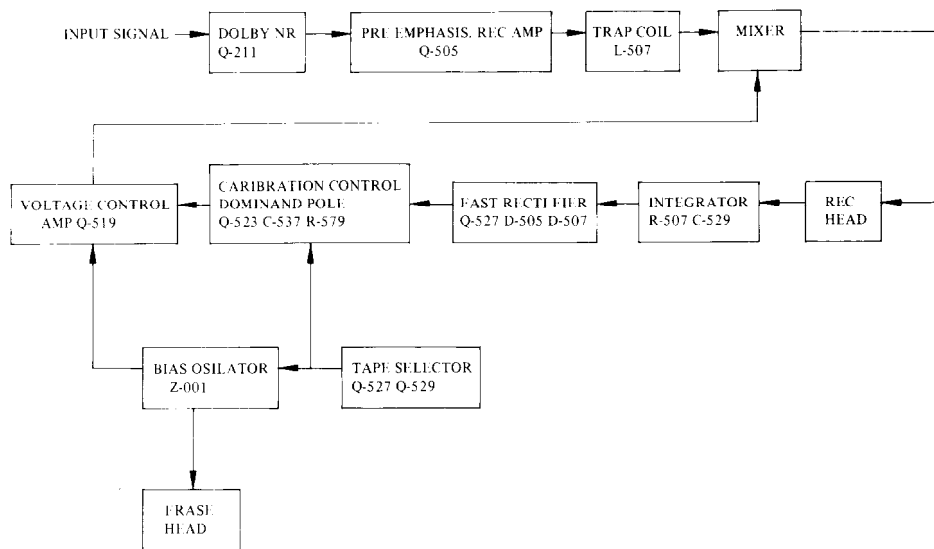 INPUT SIGNAL
DOLBY NR
Q-211
PRE EMPHASIS. REC AMP
Q-505
TRAP COIL
L-507
MIXER
VOLTAGE CONTROL
AMP Q-519
CARIBRATION CONTROL
DOMINAND POLE
Q-523 C-537 R-579
FAST RECTIFIER
Q-527 D-505 D-507
INTEGRATOR
R-507 C-529
REC
HEAD
BIAS OSILATOR
Z-001
TAPE SELECTOR
Q-527 Q-529
ERASE
HEAD